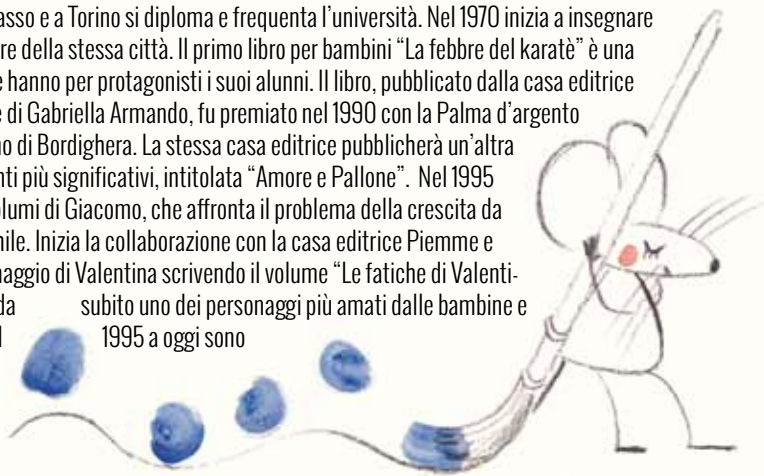 asso e a Torino si diploma e frequenta l'università. Nel 1970 inizia a insegnare
re della stessa città. Il primo libro per bambini “La febbre del karatè” è una
e hanno per protagonisti i suoi alunni. Il libro, pubblicato dalla casa editrice
e di Gabriella Armando, fu premiato nel 1990 con la Palma d'argento
no di Bordighera. La stessa casa editrice pubblicherà un'altra
nti più significativi, intitolata “Amore e Pallone”. Nel 1995
olumi di Giacomo, che affronta il problema della crescita da
nile. Inizia la collaborazione con la casa editrice Piemme e
naggio di Valentina scrivendo il volume “Le fatiche di Valenti-
da subito uno dei personaggi più amati dalle bambine e
l 1995 a oggi sono